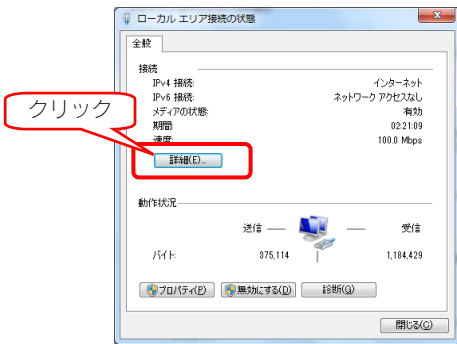 ローカル エリア接続の状態
全般
接続
IPv4 接続: インターネット
IPv6 接続: ネットワーク アクセスなし
メディアの状態: 有効
期間: 02:21:09
速度: 100.0 Mbps
クリック
詳細(E)...
動作状況
送信 受信
バイト: 375,114 1,184,429
プロパティ(P) 無効にする(D) 診断(G)
閉じる(C)